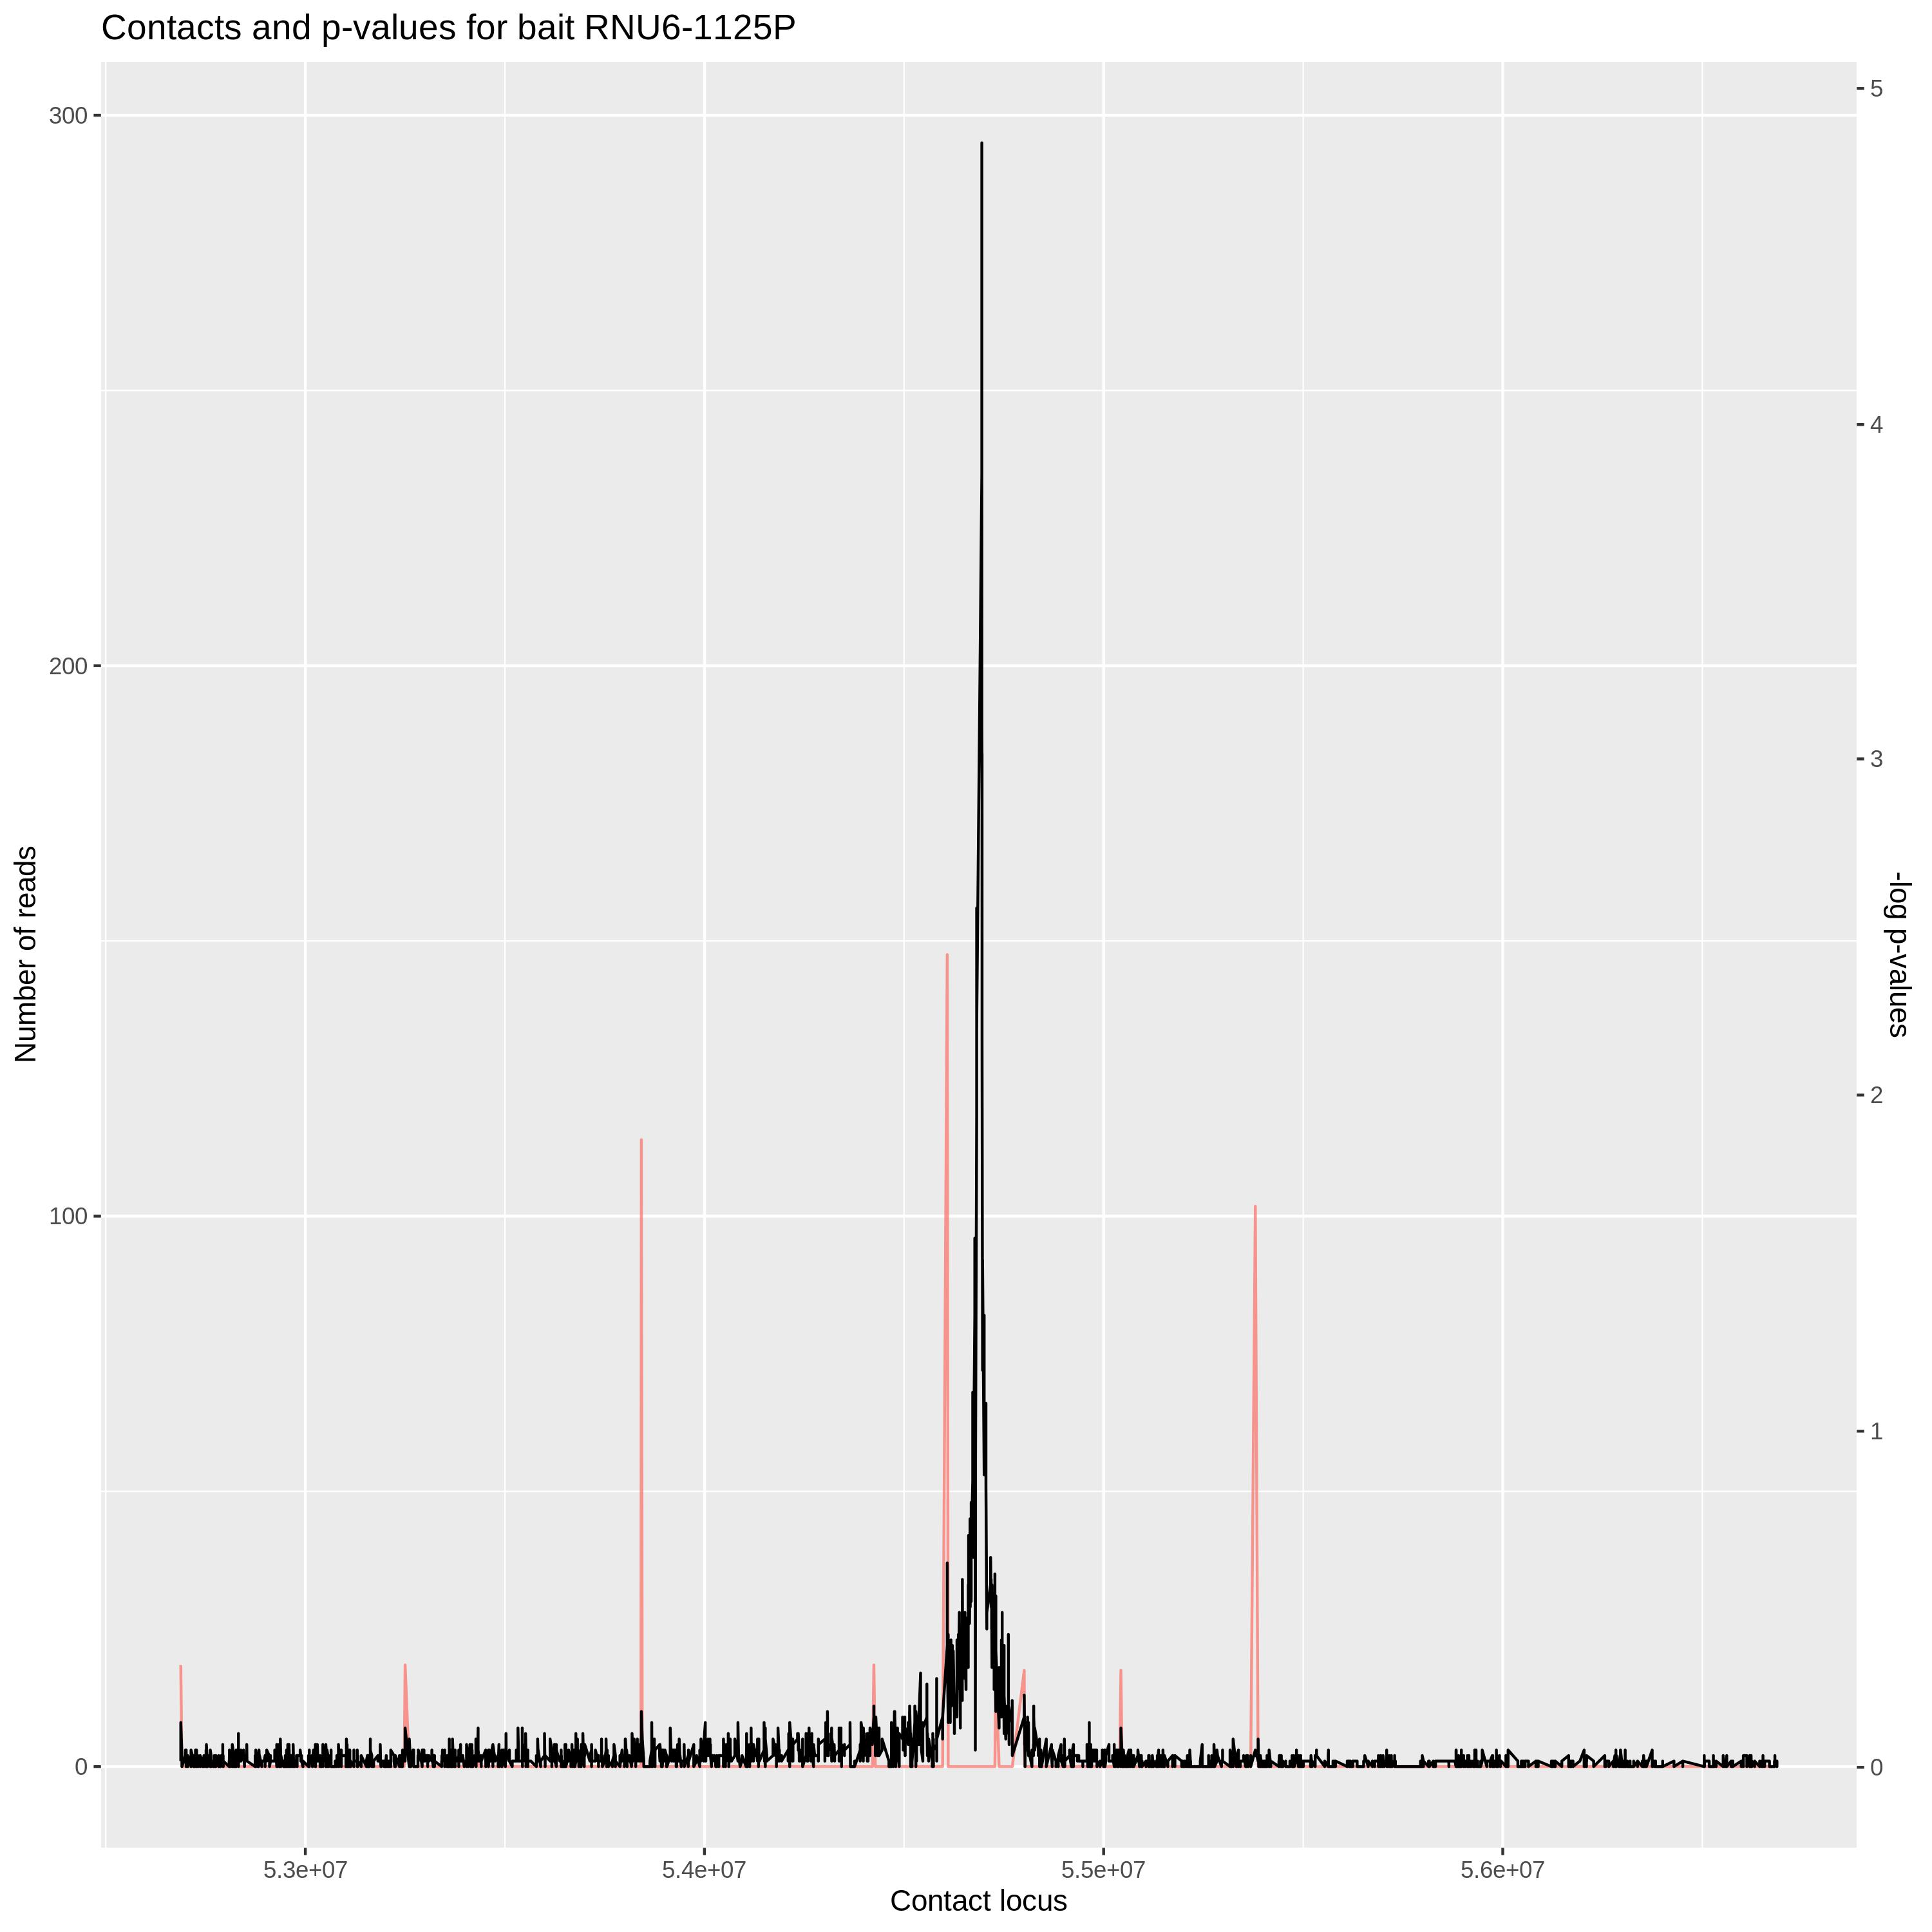 Contacts and p-values for bait RNU6-1125P
300
200
100
0
Number of reads
5
4
3
2
1
0
-log p-values
5.3e+07
5.4e+07
5.5e+07
5.6e+07
Contact locus